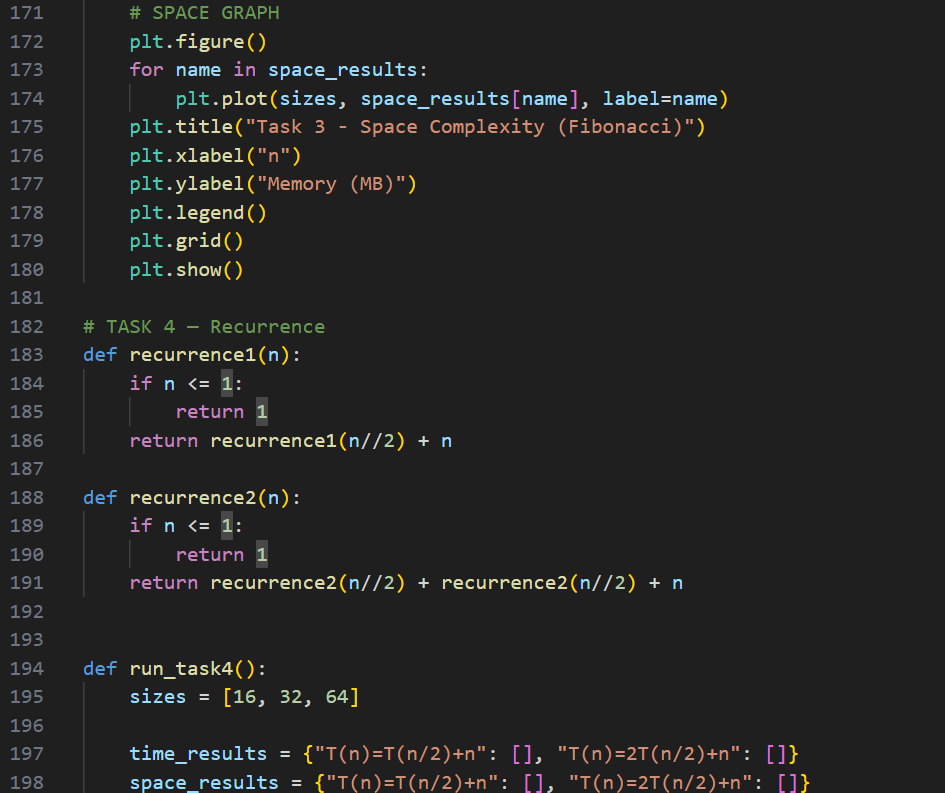 171 # SPACE GRAPH
172 plt.figure()
173 for name in space_results:
174 plt.plot(sizes, space_results[name], label=name)
175 plt.title("Task 3 - Space Complexity (Fibonacci)")
176 plt.xlabel("n")
177 plt.ylabel("Memory (MB)")
178 plt.legend()
179 plt.grid()
180 plt.show()
181
182 # TASK 4 – Recurrence
183 def recurrence1(n):
184 if n <= 1:
185 return 1
186 return recurrence1(n//2) + n
187
188 def recurrence2(n):
189 if n <= 1:
190 return 1
191 return recurrence2(n//2) + recurrence2(n//2) + n
192
193
194 def run_task4():
195 sizes = [16, 32, 64]
196
197 time_results = {"T(n)=T(n/2)+n": [], "T(n)=2T(n/2)+n": []}
198 space_results = {"T(n)=T(n/2)+n": [], "T(n)=2T(n/2)+n": []}